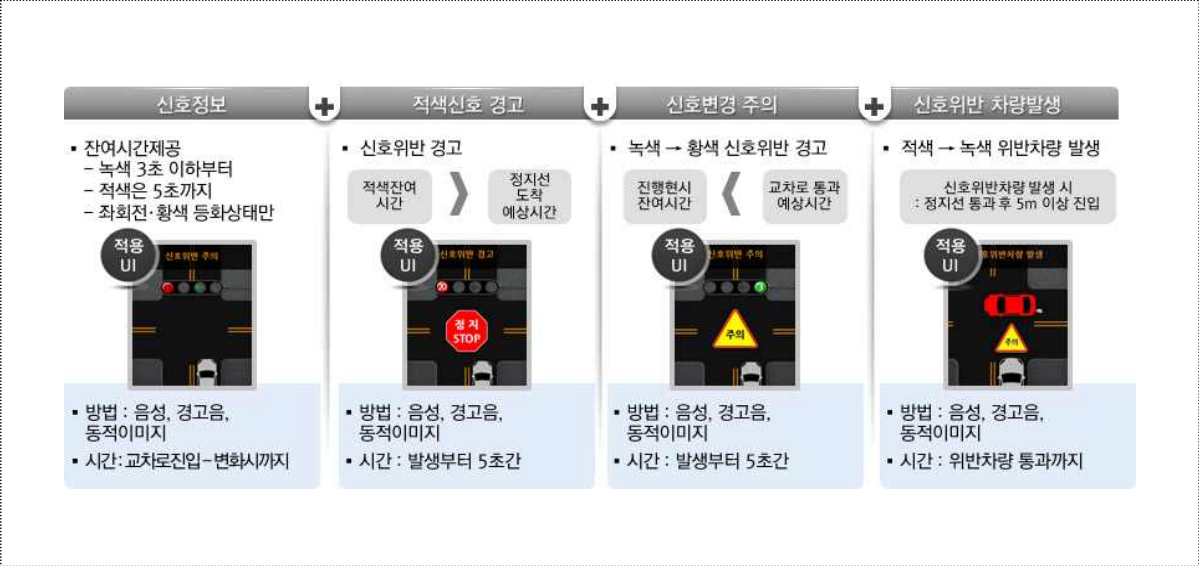 신호정보
잔여시간제공
– 녹색 3초 이하부터
– 적색은 5초까지
– 좌회전·황색 등화상태만
적용
UI
신호위반 주의
방법 : 음성, 경고음,
동적이미지
시간 : 교차로진입 – 변화시까지
적색신호 경고
신호위반 경고
적색잔여
시간
정지선
도착
예상시간
적용
UI
신호위반 경고
정 지
STOP
방법 : 음성, 경고음,
동적이미지
시간 : 발생부터 5초간
신호변경 주의
녹색 → 황색 신호위반 경고
진행현시
잔여시간
교차로 통과
예상시간
적용
UI
신호위반 주의
주의
방법 : 음성, 경고음,
동적이미지
시간 : 발생부터 5초간
신호위반 차량발생
적색 → 녹색 위반차량 발생
신호위반차량 발생 시
: 정지선 통과 후 5m 이상 진입
적용
UI
호위반차량 발생
주의
방법 : 음성, 경고음,
동적이미지
시간 : 위반차량 통과까지